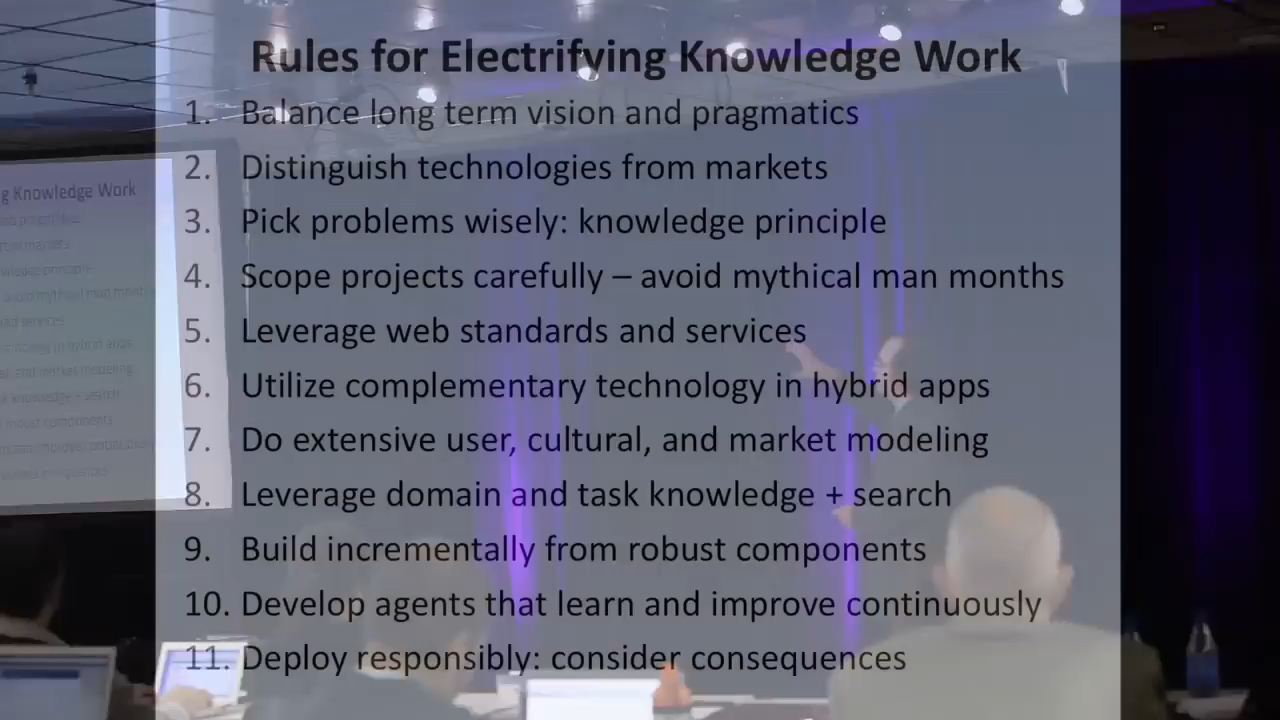 Rules for Electrifying Knowledge Work
1. Balance long term vision and pragmatics
2. Distinguish technologies from markets
3. Pick problems wisely: knowledge principle
4. Scope projects carefully – avoid mythical man months
5. Leverage web standards and services
6. Utilize complementary technology in hybrid apps
7. Do extensive user, cultural, and market modeling
8. Leverage domain and task knowledge + search
9. Build incrementally from robust components
10. Develop agents that learn and improve continuously
11. Deploy responsibly: consider consequences
g Knowledge Work